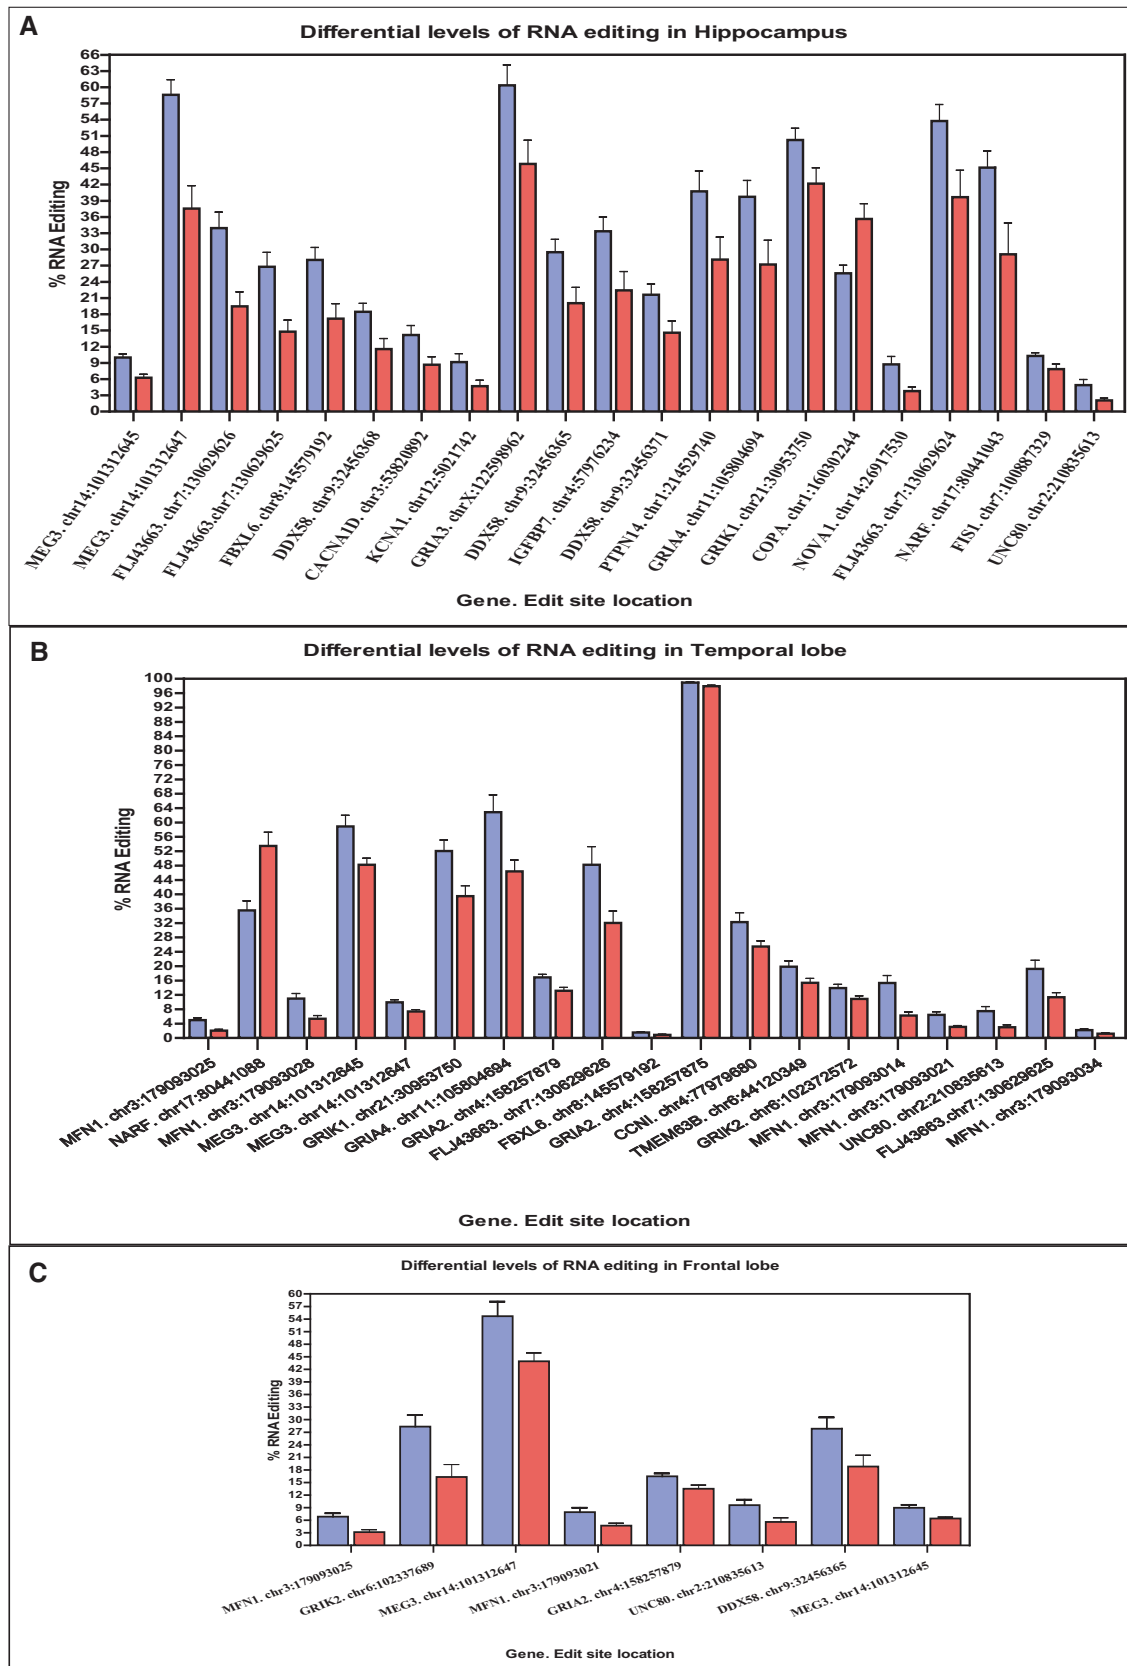 A
Differential levels of RNA editing in Hippocampus
66
63
60
57
54
51
48
45
42
39
36
33
30
27
24
21
18
15
12
9
6
3
0
% RNA Editing
MEG3. chr14:101312645
MEG3. chr14:101312647
FLJ43663. chr7:130629626
FLJ43663.chr7:130629625
FBXL6. chr8:145579192
DDX58. chr9:32456368
CACNA1D. chr3:53820892
KCNA1. chr12:5021742
GRIA3. chrX:122598962
DDX58. chr9:32456365
IGFBP7. chr4:57976234
DDX58. chr9:32456371
PTPN14. chr1:214529740
GRIA4. chr11:105804694
GRIK1. chr21:30953750
COPA. chr1:160302244
NOVA1. chr14:26917530
FLJ43663. chr7:130629624
NARF. chr17:80441043
FIS1. chr7:100887329
UNC80. chr2:210835613
Gene. Edit site location
B
Differential levels of RNA editing in Temporal lobe
100
96
92
88
84
80
76
72
68
64
60
56
52
48
44
40
36
32
28
24
20
16
12
8
4
0
% RNA Editing
MFN1. chr3:179093025
NARF. chr17:80441088
MFN1. chr3:179093028
MEG3. chr14:101312645
MEG3. chr14:101312647
GRIK1. chr21:30953750
GRIA4. chr11:105804694
GRIA2. chr4:158257879
FLJ43663. chr7:130629626
FBXL6. chr8:145579192
GRIA2. chr4:158257875
CCNI. chr4:77979680
TMEM63B. chr6:44120349
GRIK2. chr6:102372572
MFN1. chr3:179093014
MFN1. chr3:179093021
UNC80. chr2:210835613
FLJ43663.chr7:130629625
MFN1. chr3:179093034
Gene. Edit site location
C
Differential levels of RNA editing in Frontal lobe
60
57
54
51
48
45
42
39
36
33
30
27
24
21
18
15
12
9
6
3
0
% RNA Editing
MFN1. chr3:179093025
GRIK2. chr6:102337689
MEG3. chr14:101312647
MFN1. chr3:179093021
GRIA2. chr4:158257879
UNC80. chr2:210835613
DDX58. chr9:32456365
MEG3. chr14:101312645
Gene. Edit site location